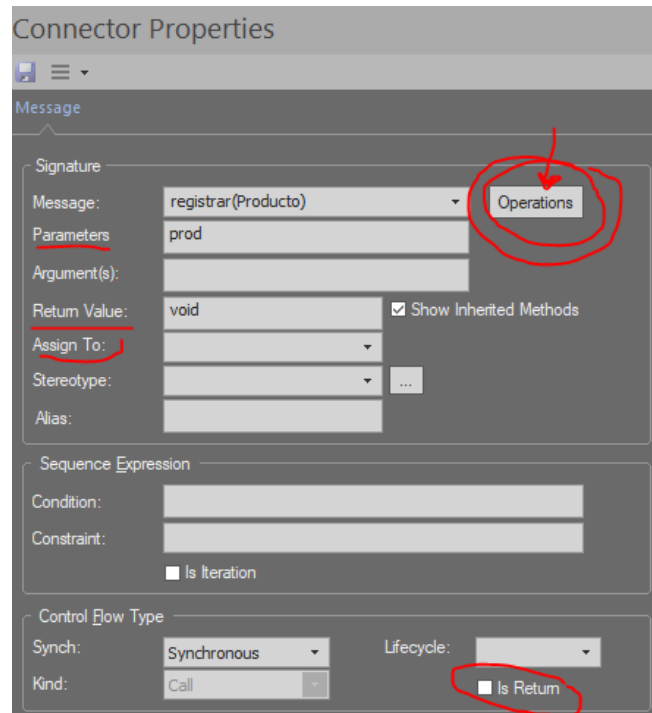 Connector Properties
Message
Signature
Message: registrar(Producto) Operations
Parameters prod
Argument(s):
Return Value: void Show Inherited Methods
Assign To:
Stereotype: ...
Alias:
Sequence Expression
Condition:
Constraint:
Is Iteration
Control Flow Type
Synch: Synchronous Lifecycle:
Kind: Call Is Return